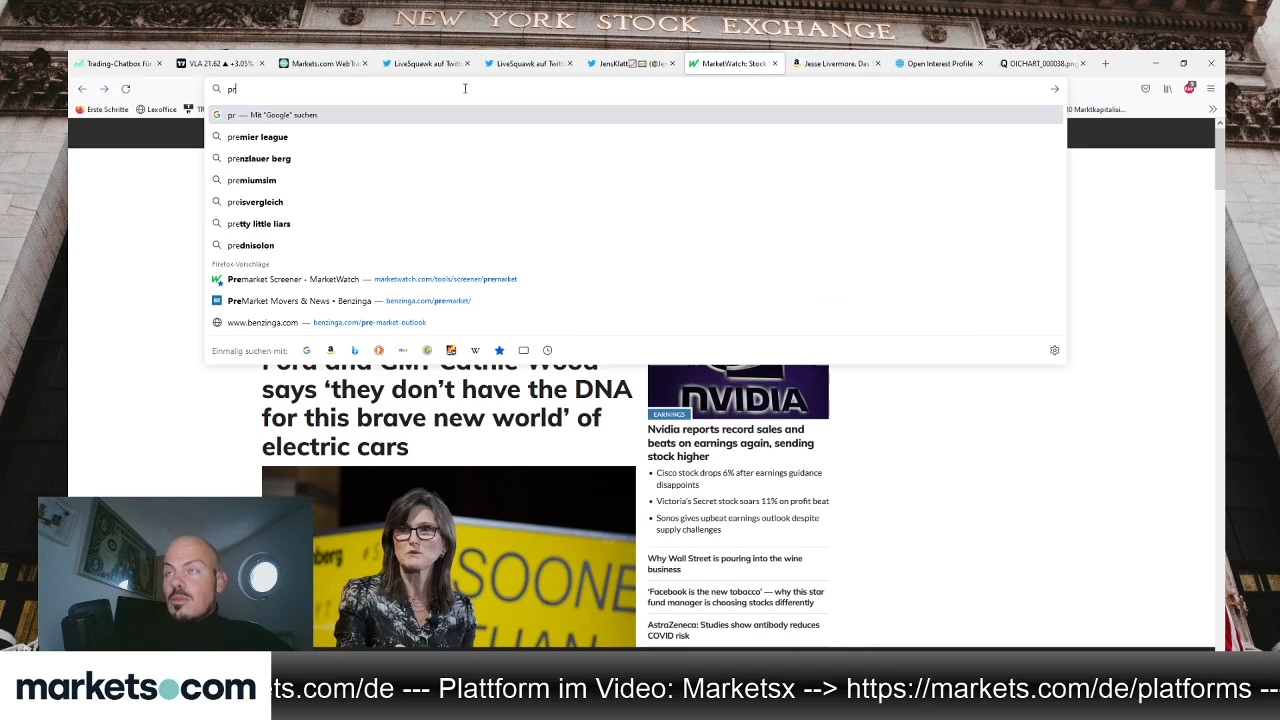 NEW YORK STOCK EXCHANGE
Trading-Chatbox für
VLA 21.62 ▲ +3.05%
Markets.com WebTra
LiveSquawk auf Twitt
LiveSquawk auf Twitt
JensKlatt
(@Jen
MarketWatch: Stock
Jesse Livermore, Das
Open Interest Profile
OICHART_000038.png
pr
Erste Schritte
Lexoffice
TR
30 Marktkapitalisi...
pr — Mit "Google" suchen
premier league
prenzlauer berg
premiumsim
preisvergleich
pretty little liars
prednisolon
Firefox-Vorschläge
Premarket Screener - MarketWatch — marketwatch.com/tools/screener/premarket
PreMarket Movers & News • Benzinga — benzinga.com/premarket/
www.benzinga.com — benzinga.com/pre-market-outlook
Einmalig suchen mit:
Ford and GM? Cathie Wood
says ‘they don’t have the DNA
for this brave new world’ of
electric cars
NVIDIA
EARNINGS
Nvidia reports record sales and
beats on earnings again, sending
stock higher
• Cisco stock drops 6% after earnings guidance
disappoints
• Victoria's Secret stock soars 11% on profit beat
• Sonos gives upbeat earnings outlook despite
supply challenges
Why Wall Street is pouring into the wine
business
‘Facebook is the new tobacco’ — why this star
fund manager is choosing stocks differently
AstraZeneca: Studies show antibody reduces
COVID risk
SOONE
THAN
markets.com
ts.com/de --- Plattform im Video: Marketsx --> https://markets.com/de/platforms --